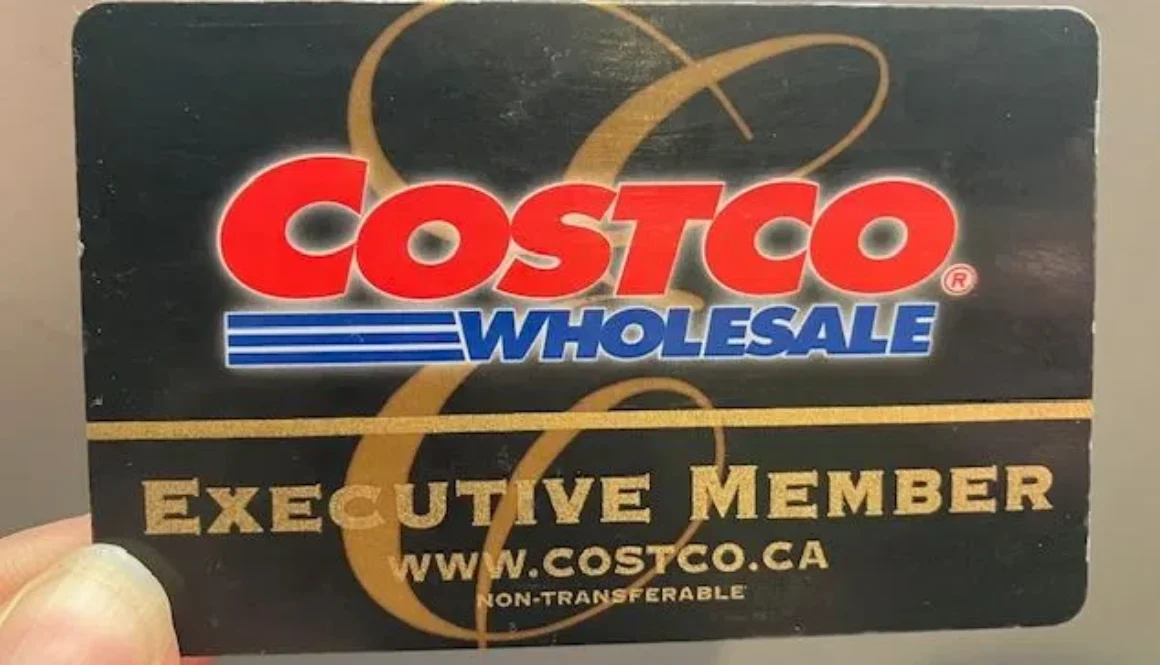 COSTCO®
WHOLESALE
EXECUTIVE MEMBER
WWW.COSTCO.CA
NON-TRANSFERABLE